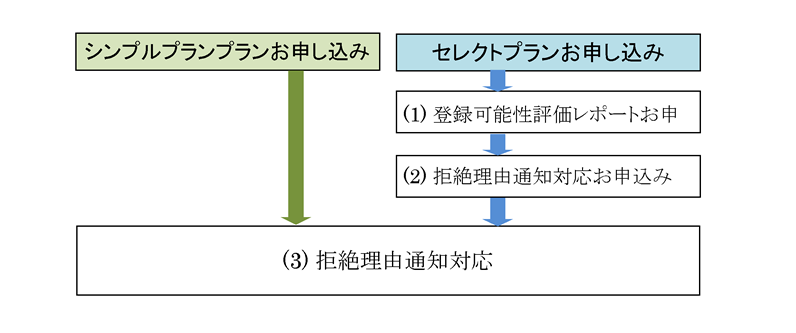 シンプルプランプランお申し込み
セレクトプランお申し込み
(1) 登録可能性評価レポートお申
(2) 拒絶理由通知対応お申込み
(3) 拒絶理由通知対応